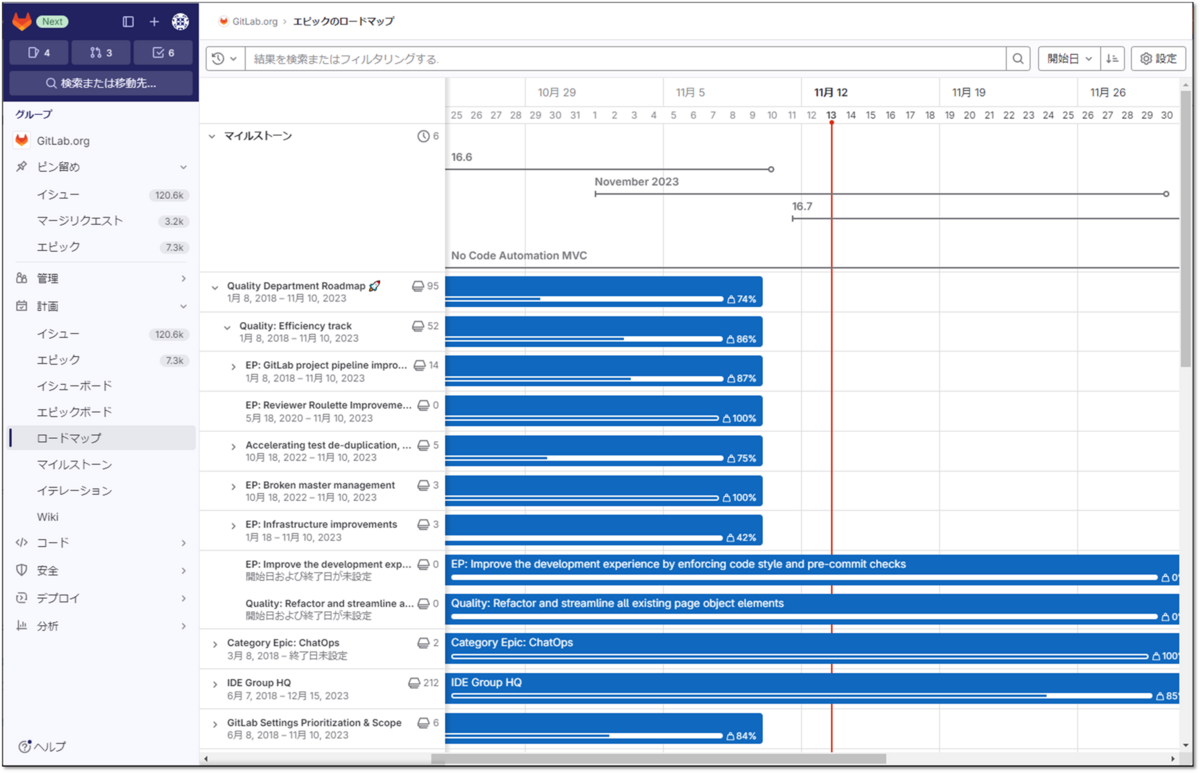 Next
4
3
6
検索または移動先...
グループ
GitLab.org
ピン留め
イシュー 120.6k
マージリクエスト 3.2k
エピック 7.3k
管理
計画
イシュー 120.6k
エピック 7.3k
イシューボード
エピックボード
ロードマップ
マイルストーン
イテレーション
Wiki
コード
安全
デプロイ
分析
ヘルプ
GitLab.org › エピックのロードマップ
結果を検索またはフィルタリングする.
開始日
設定
10月 29 11月 5 11月 12 11月 19 11月 26
25 26 27 28 29 30 31 1 2 3 4 5 6 7 8 9 10 11 12 13 14 15 16 17 18 19 20 21 22 23 24 25 26 27 28 29 30
マイルストーン 6
16.6
November 2023
16.7
No Code Automation MVC
Quality Department Roadmap 🚀 95
1月 8, 2018 – 11月 10, 2023
74%
Quality: Efficiency track 52
1月 8, 2018 – 11月 10, 2023
86%
EP: GitLab project pipeline impro... 14
1月 8, 2018 – 11月 10, 2023
87%
EP: Reviewer Roulette Improveme... 0
5月 18, 2020 – 11月 10, 2023
100%
Accelerating test de-duplication, ... 5
10月 18, 2022 – 11月 10, 2023
75%
EP: Broken master management 3
10月 18, 2022 – 11月 10, 2023
100%
EP: Infrastructure improvements 3
1月 18 – 11月 10, 2023
42%
EP: Improve the development exp... 0
開始日および終了日が未設定
EP: Improve the development experience by enforcing code style and pre-commit checks
0%
Quality: Refactor and streamline a... 0
開始日および終了日が未設定
Quality: Refactor and streamline all existing page object elements
0%
Category Epic: ChatOps 2
3月 8, 2018 – 終了日未設定
Category Epic: ChatOps
100%
IDE Group HQ 212
6月 7, 2018 – 12月 15, 2023
IDE Group HQ
85%
GitLab Settings Prioritization & Scope 6
6月 8, 2018 – 11月 10, 2023
84%